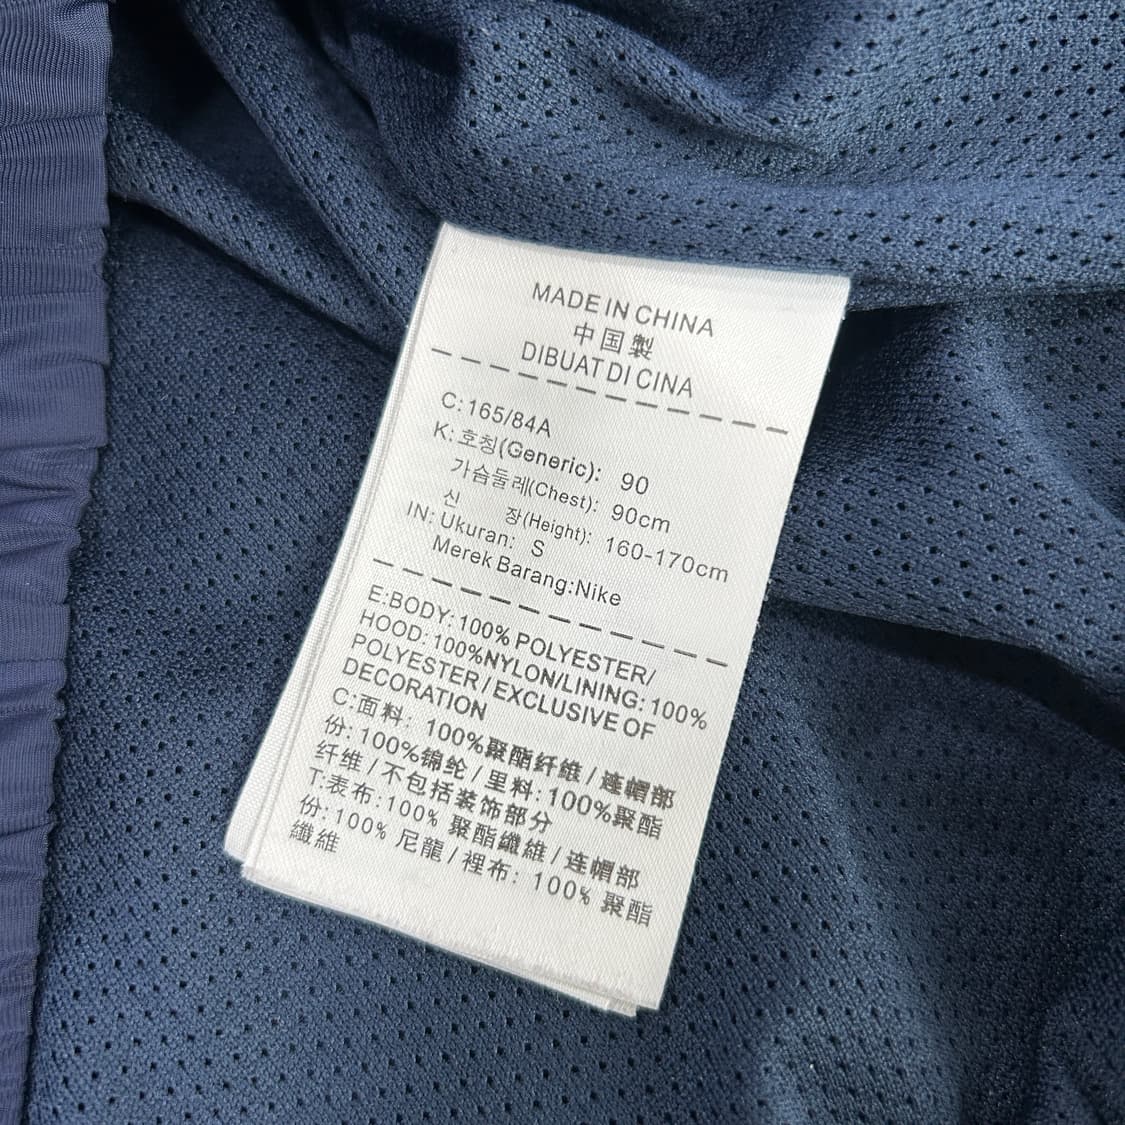 MADE IN CHINA
中国製
DIBUAT DI CINA
C: 165/84A
K: 호칭(Generic): 90
가슴둘레(Chest): 90cm
신 장(Height): 160-170cm
IN: Ukuran: S
Merek Barang:Nike
E:BODY: 100% POLYESTER/
HOOD: 100%NYLON/LINING: 100%
POLYESTER/EXCLUSIVE OF
DECORATION
C:面料: 100%聚酯纤维/连帽部
份: 100%锦纶/里料: 100%聚酯
纤维/不包括装饰部分
T:表布:100% 聚酯纖維/连帽部
份: 100% 尼龍/裡布: 100% 聚酯
纖維